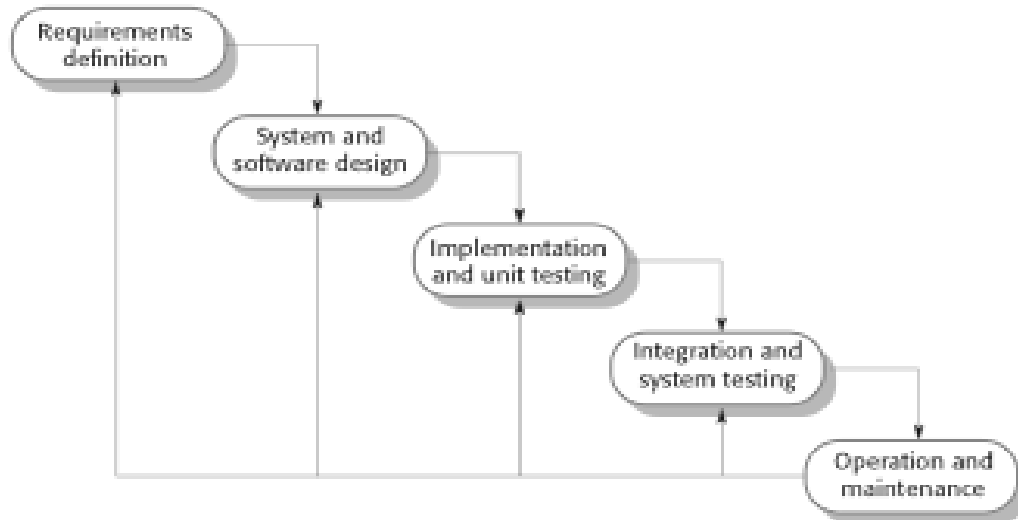 Requirements
definition
System and
software design
Implementation
and unit testing
Integration and
system testing
Operation and
maintenance